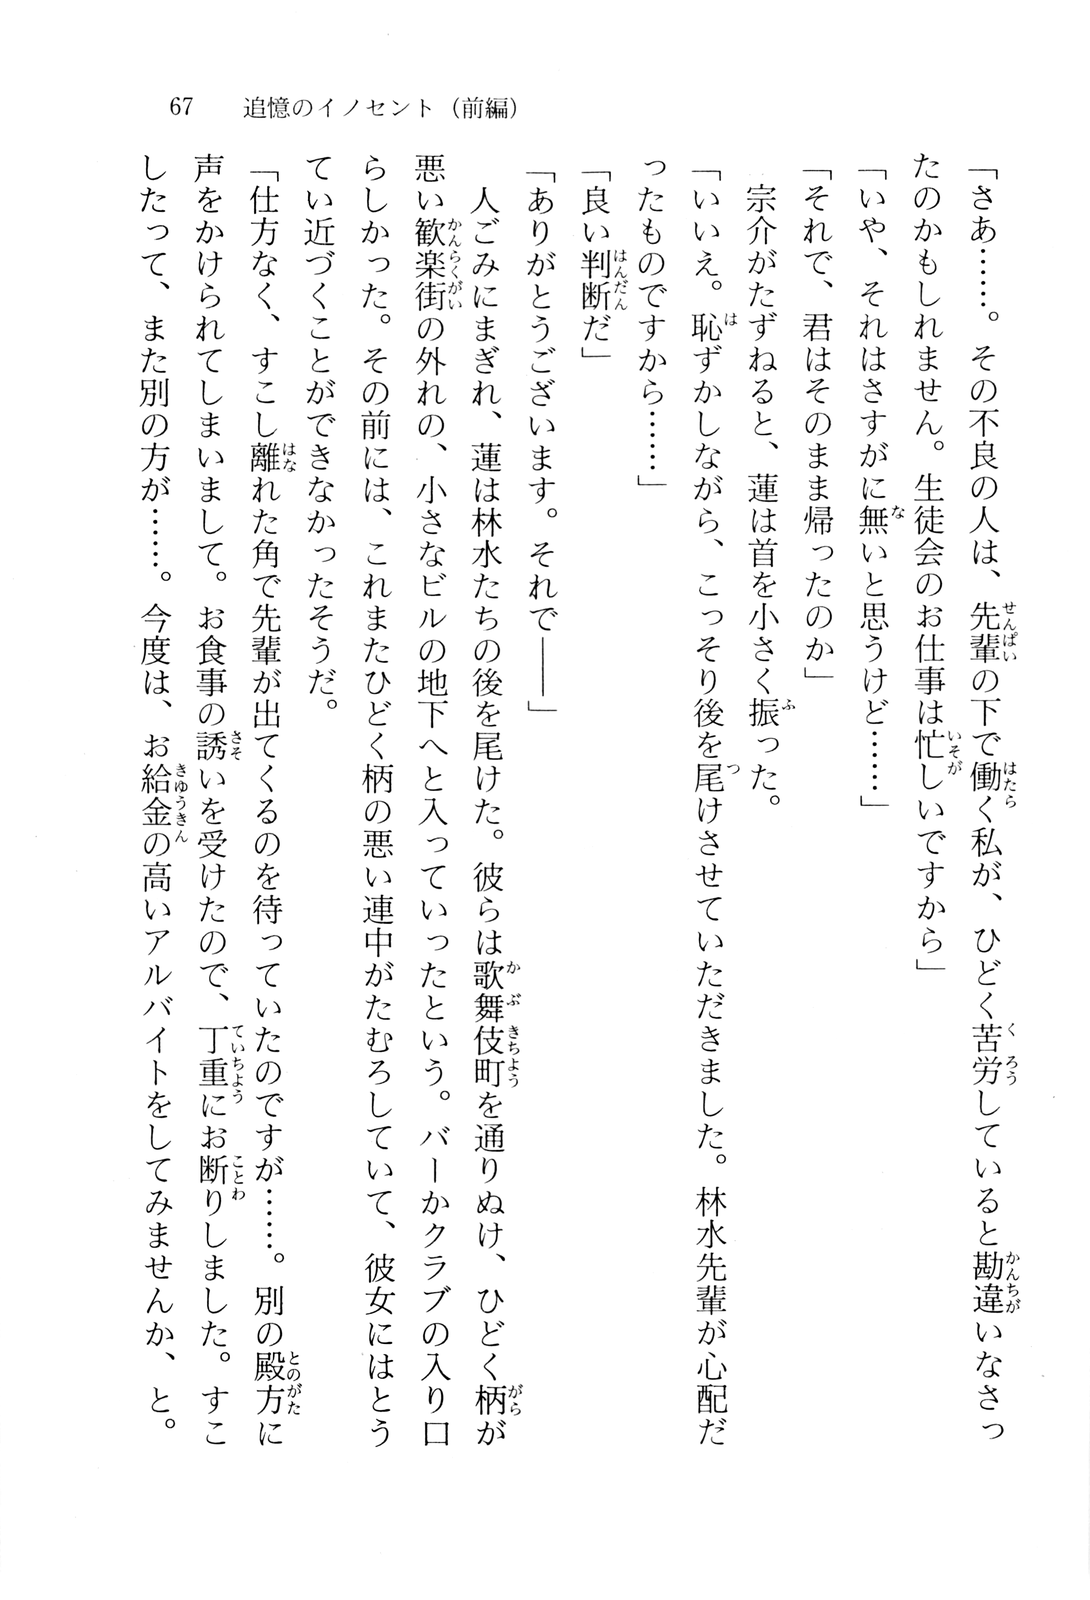 67　追憶のイノセント（前編）
「さあ……。その不良の人は、先輩の下で働く私が、ひどく苦労していると勘違いなさっ
たのかもしれません。生徒会のお仕事は忙しいですから」
「いや、それはさすがに無いと思うけど……」
「それで、君はそのまま帰ったのか」
　宗介がたずねると、蓮は首を小さく振った。
「いいえ。恥ずかしながら、こっそり後を尾けさせていただきました。林水先輩が心配だ
ったものですから……」
「良い判断だ」
「ありがとうございます。それで――」
　人ごみにまぎれ、蓮は林水たちの後を尾けた。彼らは歌舞伎町を通りぬけ、ひどく柄が
悪い歓楽街の外れの、小さなビルの地下へと入っていったという。バーかクラブの入り口
らしかった。その前には、これまたひどく柄の悪い連中がたむろしていて、彼女にはとう
てい近づくことができなかったそうだ。
「仕方なく、すこし離れた角で先輩が出てくるのを待っていたのですが……。別の殿方に
声をかけられてしまいまして。お食事の誘いを受けたので、丁重にお断りしました。すこ
したって、また別の方が……。今度は、お給金の高いアルバイトをしてみませんか、と。